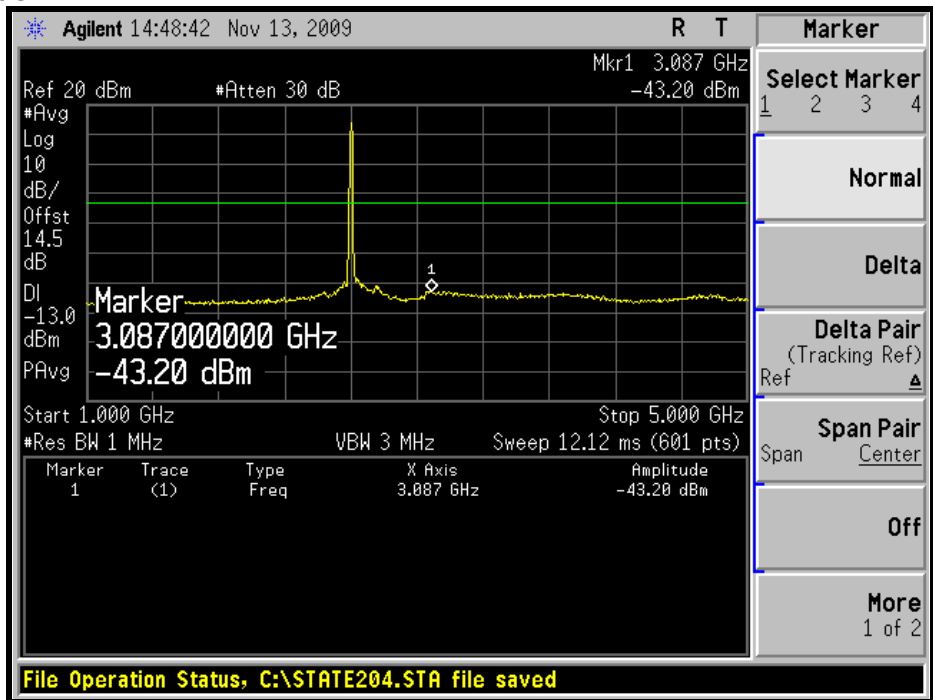 Agilent 14:48:42 Nov 13, 2009 R T
Mkr1 3.087 GHz
Ref 20 dBm #Atten 30 dB -43.20 dBm
#Avg
Log
10
dB/
Offst
14.5
dB
DI
-13.0
dBm
PAvg
1
Marker
3.087000000 GHz
-43.20 dBm
Start 1.000 GHz Stop 5.000 GHz
#Res BW 1 MHz VBW 3 MHz Sweep 12.12 ms (601 pts)
Marker Trace Type X Axis Amplitude
1 (1) Freq 3.087 GHz -43.20 dBm
File Operation Status, C:\STATE204.STA file saved
Marker
Select Marker
1 2 3 4
Normal
Delta
Delta Pair
(Tracking Ref)
Ref Δ
Span Pair
Span Center
Off
More
1 of 2